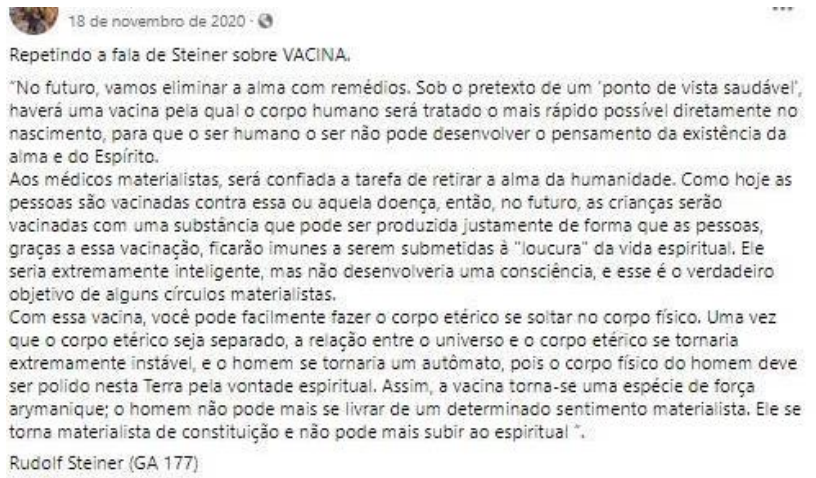 18 de novembro de 2020 ·
Repetindo a fala de Steiner sobre VACINA.
"No futuro, vamos eliminar a alma com remédios. Sob o pretexto de um 'ponto de vista saudável',
haverá uma vacina pela qual o corpo humano será tratado o mais rápido possível diretamente no
nascimento, para que o ser humano o ser não pode desenvolver o pensamento da existência da
alma e do Espírito.
Aos médicos materialistas, será confiada a tarefa de retirar a alma da humanidade. Como hoje as
pessoas são vacinadas contra essa ou aquela doença, então, no futuro, as crianças serão
vacinadas com uma substância que pode ser produzida justamente de forma que as pessoas,
graças a essa vacinação, ficarão imunes a serem submetidas à "loucura" da vida espiritual. Ele
seria extremamente inteligente, mas não desenvolveria uma consciência, e esse é o verdadeiro
objetivo de alguns círculos materialistas.
Com essa vacina, você pode facilmente fazer o corpo etérico se soltar no corpo físico. Uma vez
que o corpo etérico seja separado, a relação entre o universo e o corpo etérico se tornaria
extremamente instável, e o homem se tornaria um autômato, pois o corpo físico do homem deve
ser polido nesta Terra pela vontade espiritual. Assim, a vacina torna-se uma espécie de força
arymanique; o homem não pode mais se livrar de um determinado sentimento materialista. Ele se
torna materialista de constituição e não pode mais subir ao espiritual ".
Rudolf Steiner (GA 177)